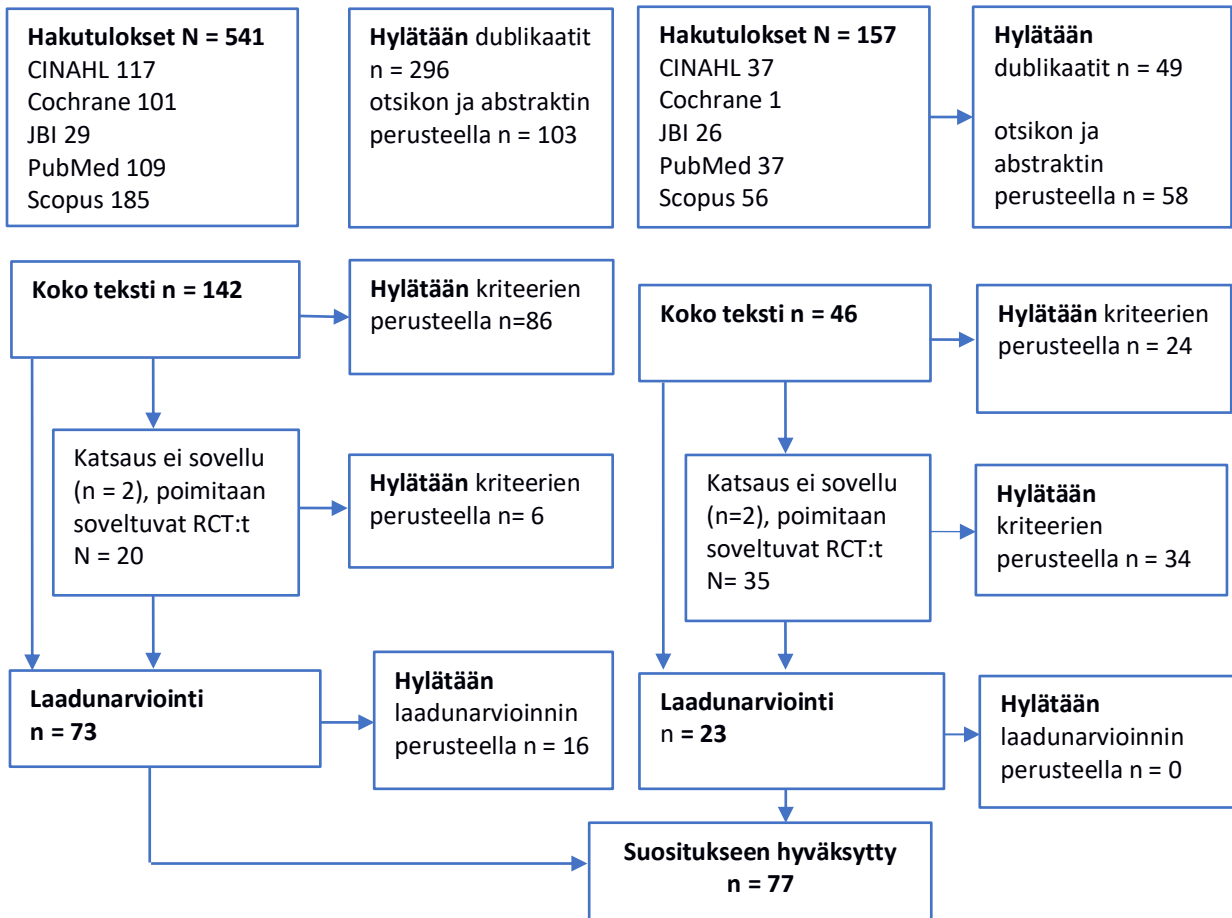 Hakutulokset N = 541
CINAHL 117
Cochrane 101
JBI 29
PubMed 109
Scopus 185
Hylätään dublikaatit
n = 296
otsikon ja abstraktin
perusteella n = 103
Hakutulokset N = 157
CINAHL 37
Cochrane 1
JBI 26
PubMed 37
Scopus 56
Hylätään
dublikaatit n = 49
otsikon ja
abstraktin
perusteella n = 58
Koko teksti n = 142
Hylätään kriteerien
perusteella n=86
Koko teksti n = 46
Hylätään kriteerien
perusteella n = 24
Katsaus ei sovellu
(n = 2), poimitaan
soveltuvat RCT:t
N = 20
Hylätään kriteerien
perusteella n= 6
Katsaus ei sovellu
(n=2), poimitaan
soveltuvat RCT:t
N= 35
Hylätään
kriteerien
perusteella n = 34
Laadunarviointi
n = 73
Hylätään
laadunarvioinnin
perusteella n = 16
Laadunarviointi
n = 23
Hylätään
laadunarvioinnin
perusteella n = 0
Suositukseen hyväksytty
n = 77